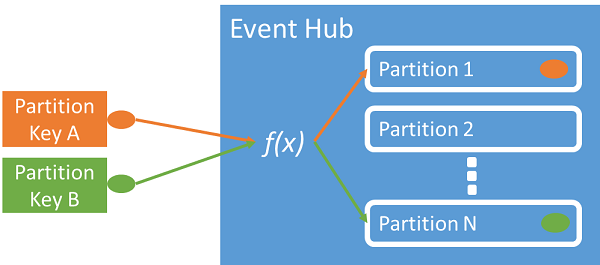 Event Hub
Partition
Key A
Partition
Key B
f(x)
Partition 1
Partition 2
Partition N